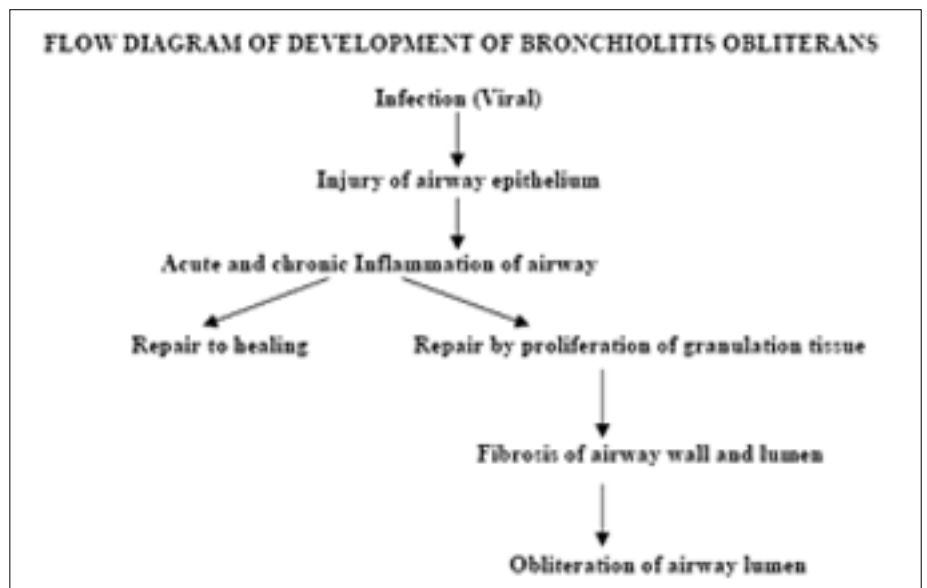 FLOW DIAGRAM OF DEVELOPMENT OF BRONCHIOLITIS OBLITERANS
Infection (Viral)
Injury of airway epithelium
Acute and chronic Inflammation of airway
Repair to healing
Repair by proliferation of granulation tissue
Fibrosis of airway wall and lumen
Obliteration of airway lumen